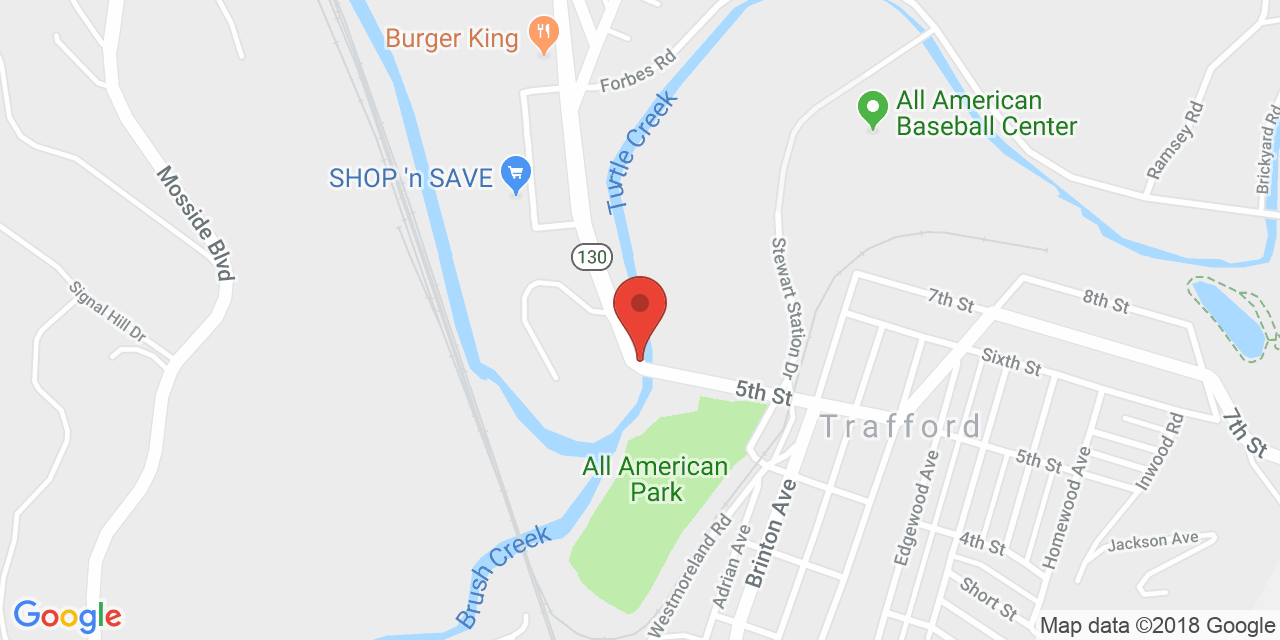 Burger King
Forbes Rd
All American
Baseball Center
Turtle Creek
Ramsey Rd
Brickyard Rd
SHOP 'n SAVE
Mosside Blvd
130
Stewart Station Dr
Signal Hill Dr
7th St
8th St
Sixth St
5th St
Trafford
7th St
Inwood Rd
All American
Park
5th St
Edgewood Ave
Homewood Ave
Brinton Ave
Brush Creek
4th St
Jackson Ave
Westmoreland Rd
Adrian Ave
Short St
Google
Map data ©2018 Google